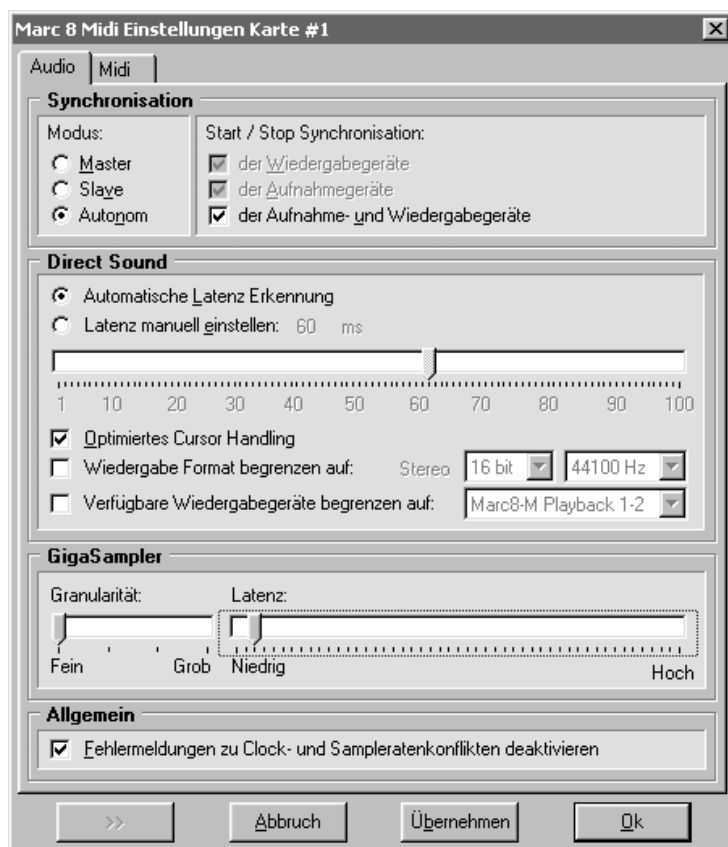 Marc 8 Midi Einstellungen Karte #1
Audio Midi
Synchronisation
Modus:
Master
Slave
Autonom
Start / Stop Synchronisation:
der Wiedergabegeräte
der Aufnahmegeräte
der Aufnahme- und Wiedergabegeräte
Direct Sound
Automatische Latenz Erkennung
Latenz manuell einstellen: 60 ms
1 10 20 30 40 50 60 70 80 90 100
Optimiertes Cursor Handling
Wiedergabe Format begrenzen auf: Stereo 16 bit 44100 Hz
Verfügbare Wiedergabegeräte begrenzen auf: Marc8-M Playback 1-2
GigaSampler
Granularität:
Fein Grob
Latenz:
Niedrig Hoch
Allgemein
Fehlermeldungen zu Clock- und Sampleratenkonflikten deaktivieren
>> Abbruch Übernehmen Ok